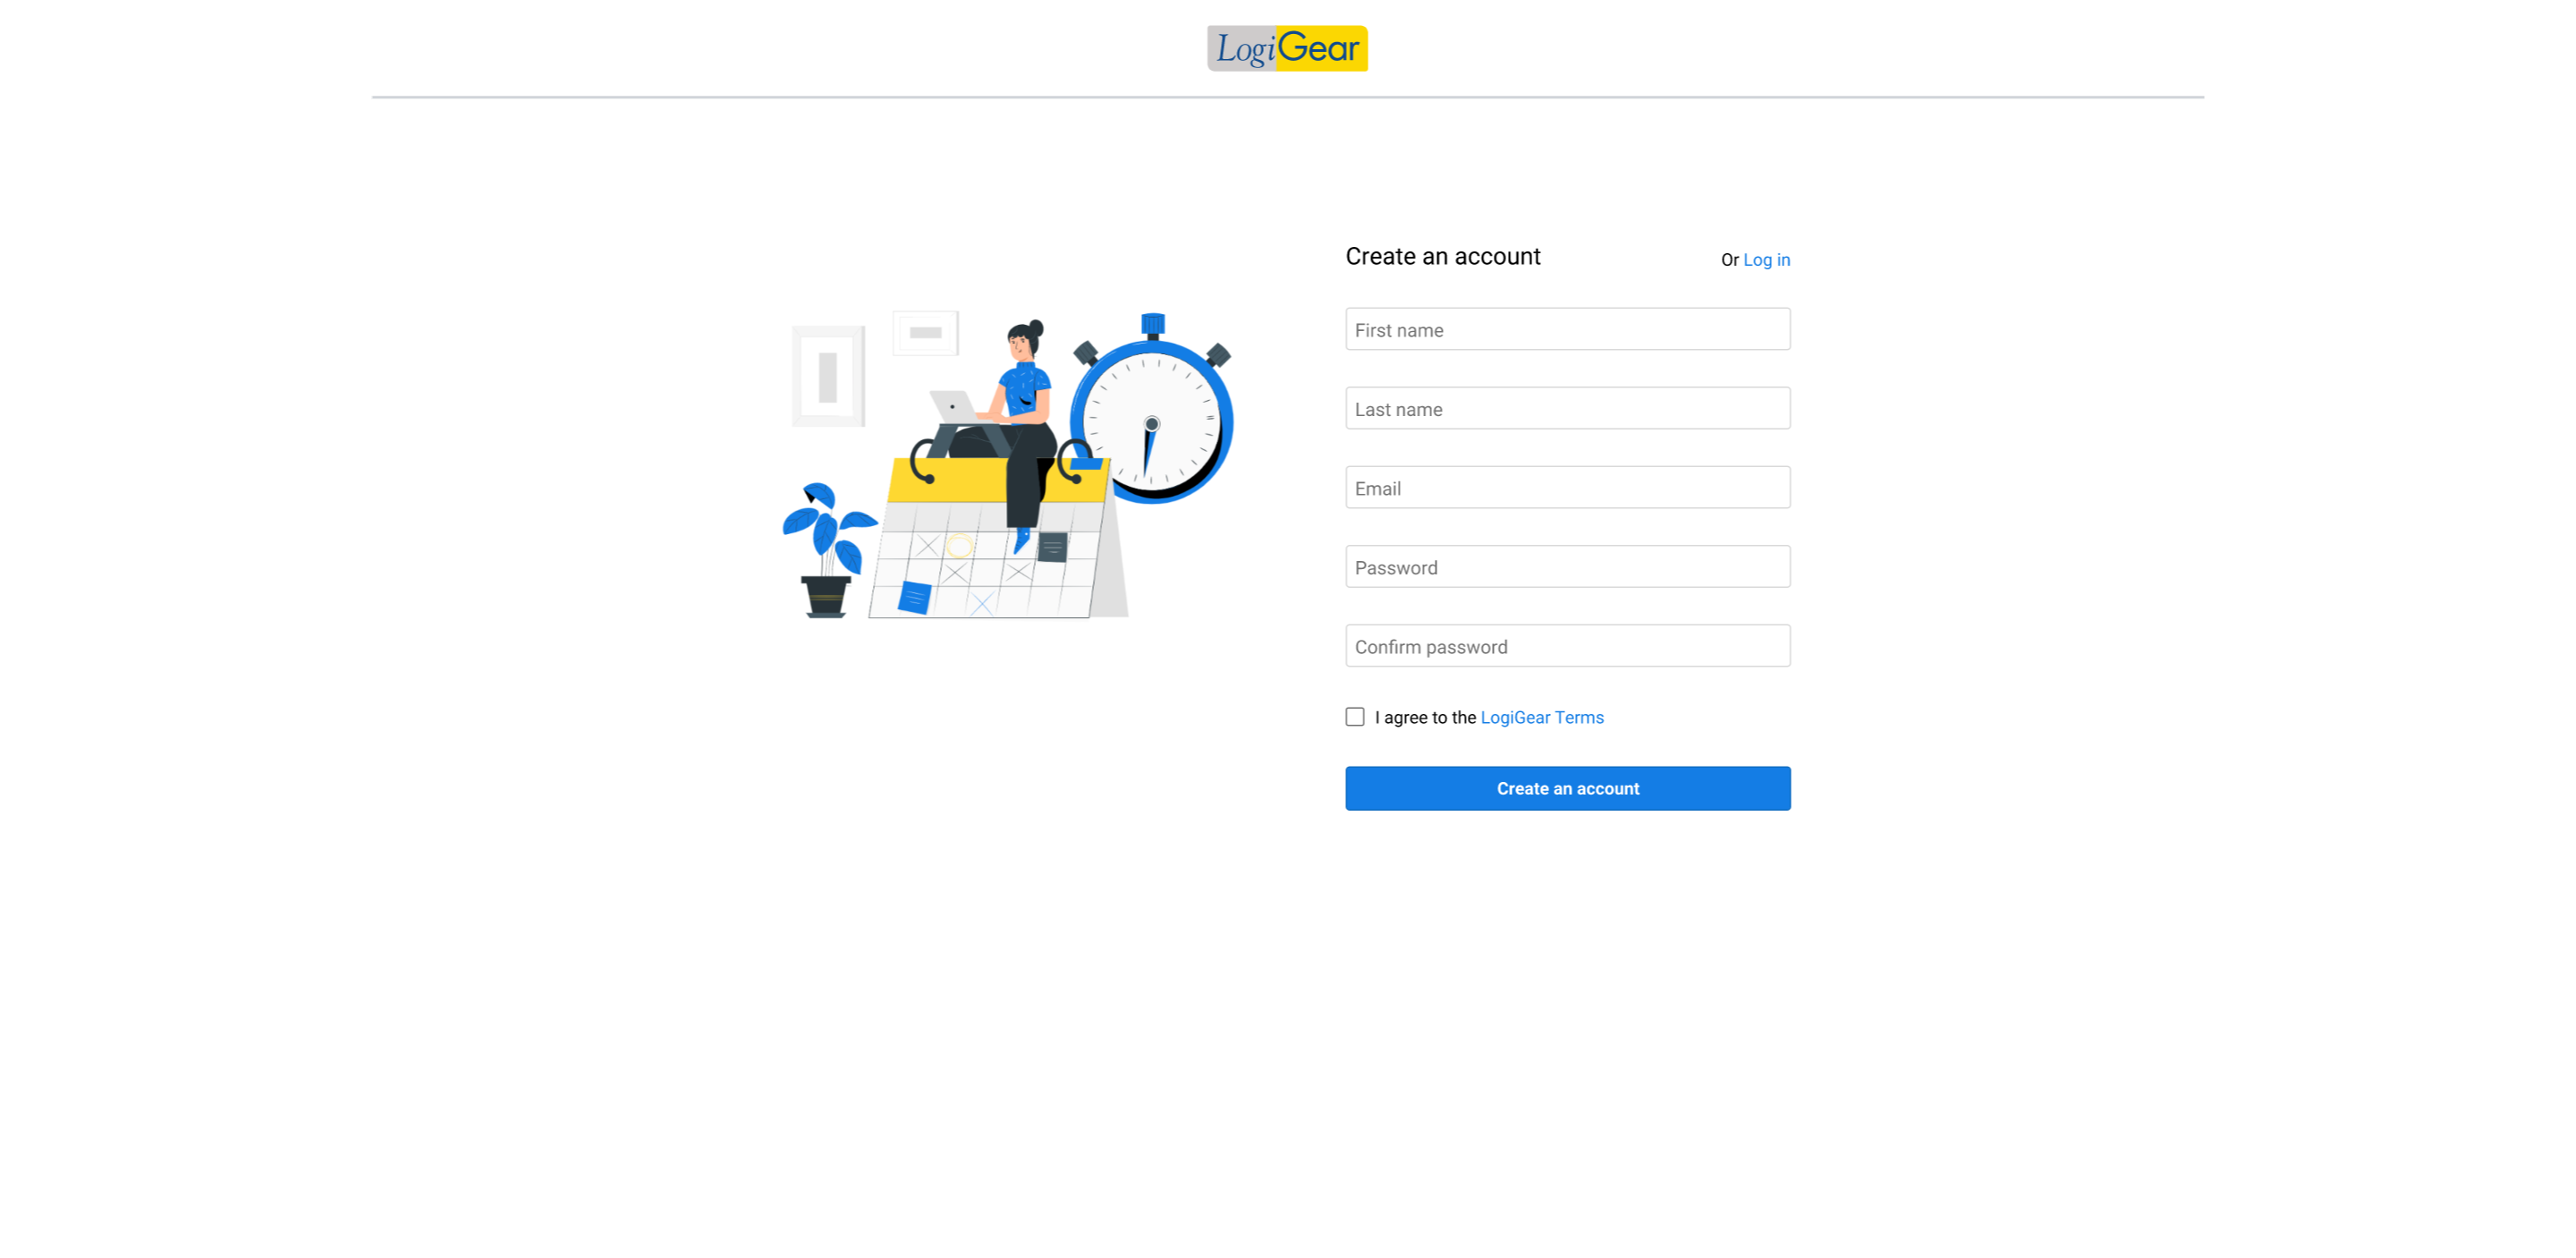 LogiGear
Create an account
Or Log in
First name
Last name
Email
Password
Confirm password
I agree to the LogiGear Terms
Create an account